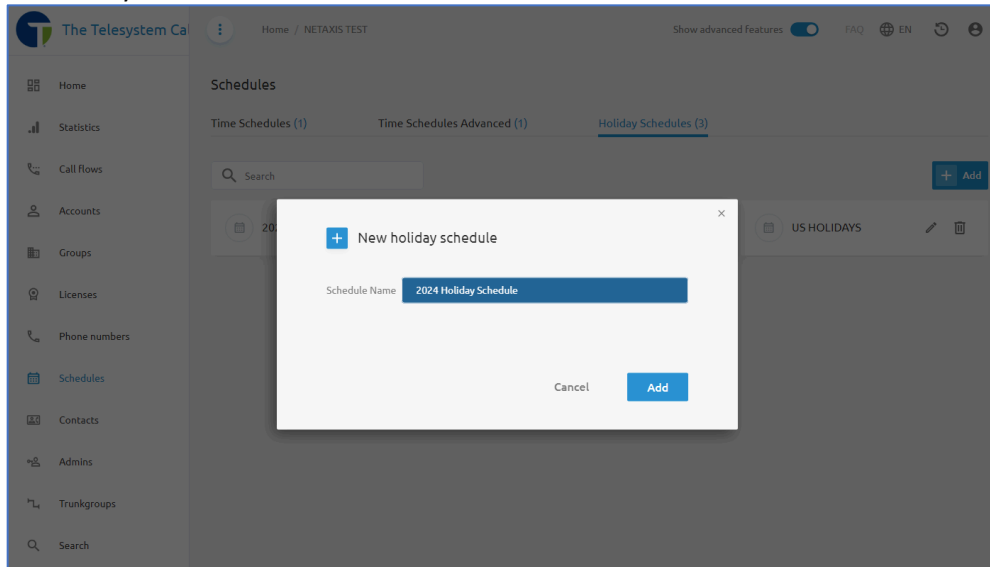 The Telesystem Cal
Home / NETAXIS TEST
Show advanced features
FAQ
EN
Home
Statistics
Call flows
Accounts
Groups
Licenses
Phone numbers
Schedules
Contacts
Admins
Trunkgroups
Search
Schedules
Time Schedules (1)
Time Schedules Advanced (1)
Holiday Schedules (3)
Search
+ Add
202
US HOLIDAYS
+ New holiday schedule
×
Schedule Name
2024 Holiday Schedule
Cancel
Add